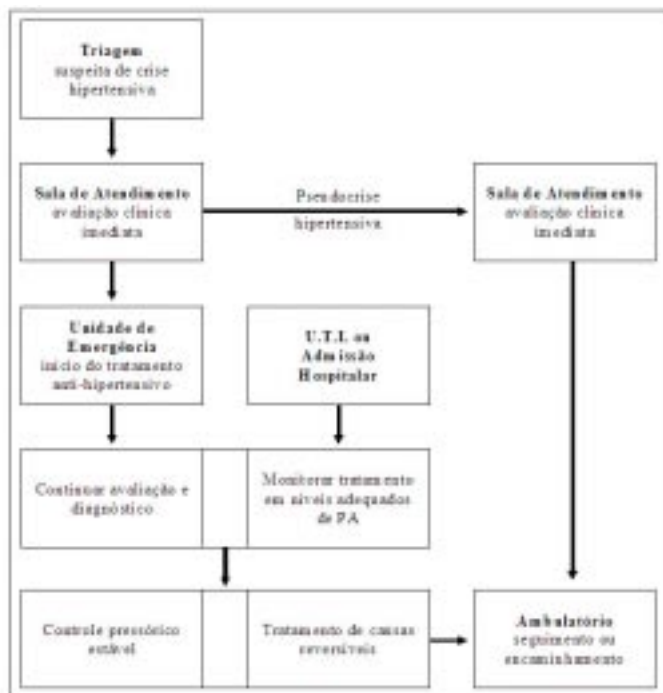 Triagem
suspeita de crise
hipertensiva
Sala de Atendimento
avaliação clínica
imediata
Pseudocrise
hipertensiva
Sala de Atendimento
avaliação clínica
imediata
Unidade de
Emergência
início do tratamento
anti-hipertensivo
U.T.I. ou
Admissão
Hospitalar
Continuar avaliação e
diagnóstico
Monitorar tratamento
em níveis adequados
de PA
Controle pressórico
estável
Tratamento de causas
reversíveis
Ambulatório
seguimento ou
encaminhamento